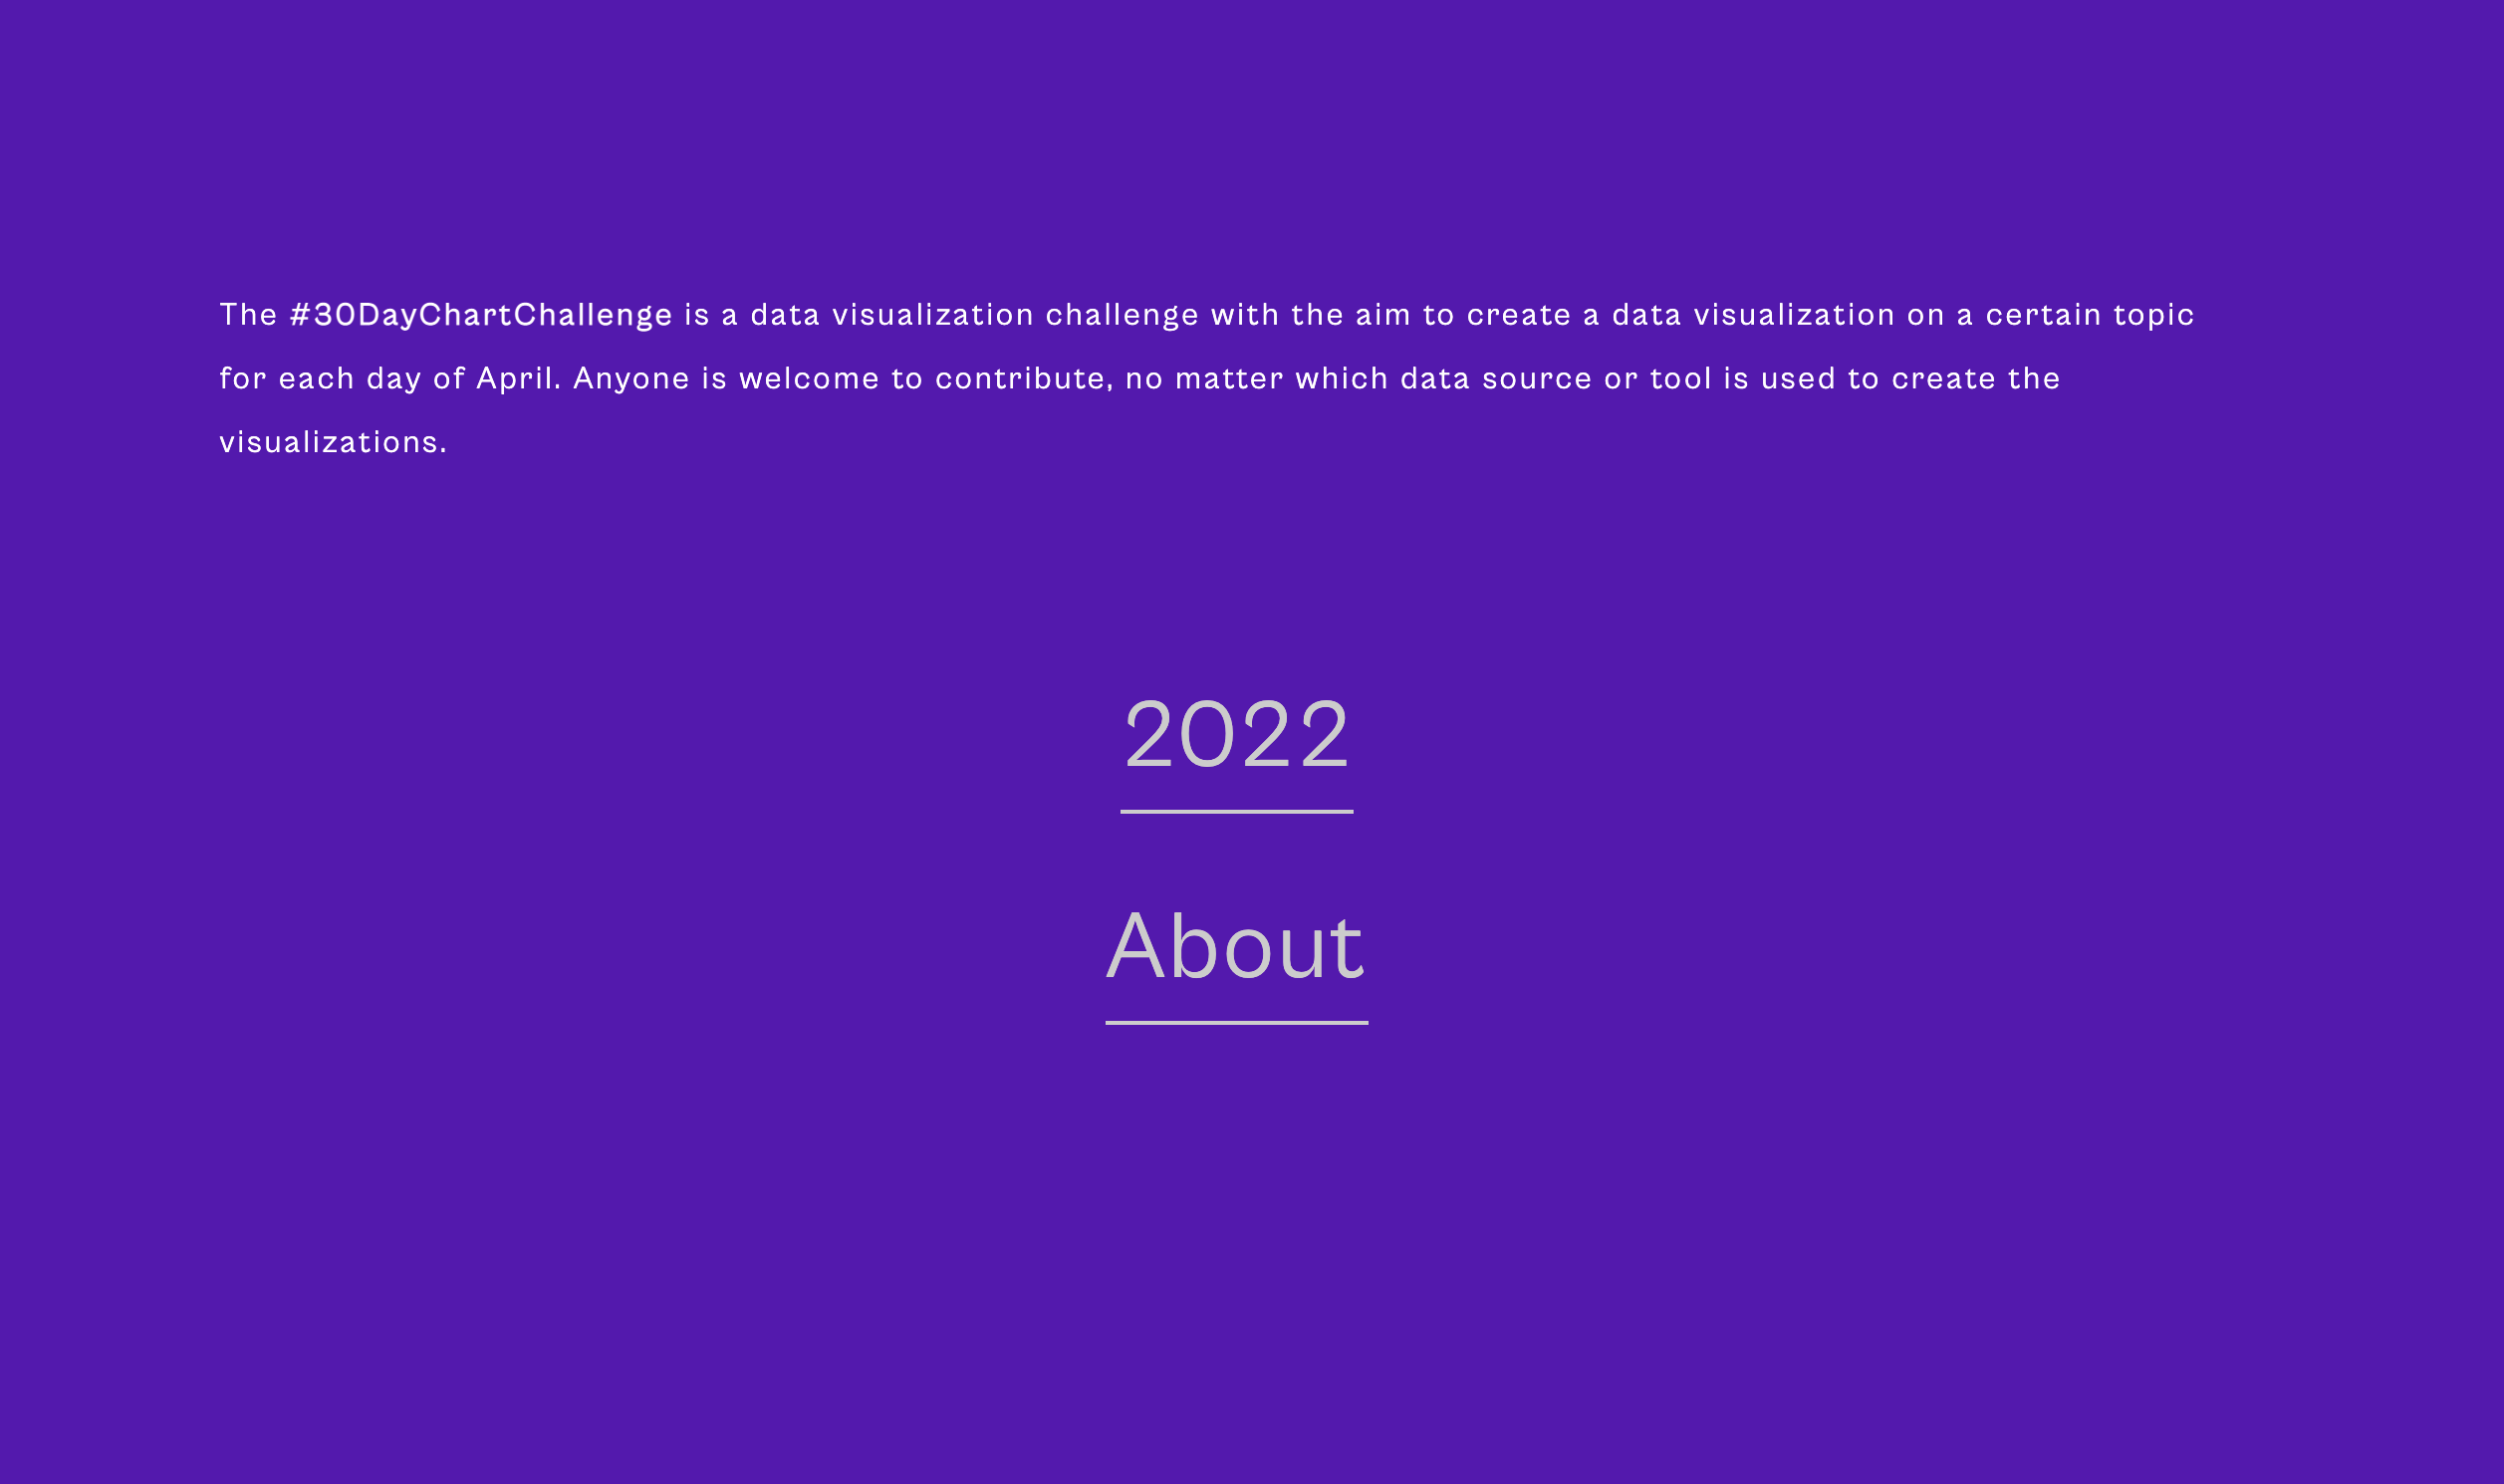 The #30DayChartChallenge is a data visualization challenge with the aim to create a data visualization on a certain topic
for each day of April. Anyone is welcome to contribute, no matter which data source or tool is used to create the
visualizations.
2022
About